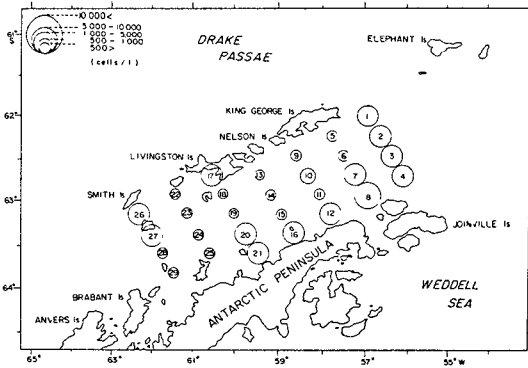 10 000<
5 000 - 10 000
1 000 - 5 000
500 - 1 000
500>
(cells / l)
61°
S
DRAKE
PASSAE
ELEPHANT Is
62°
KING GEORGE Is
1
NELSON Is
5
2
LIVINGSTON Is
9
6
3
17
13
10
7
4
63°
SMITH Is
22
18
14
11
8
26
23
19
15
12
27
24
20
16
JOINVILLE Is
28
25
21
29
64°
BRABANT Is
ANTARCTIC PENINSULA
WEDDELL
SEA
ANVERS Is
65°
63°
61°
59°
57°
55° W